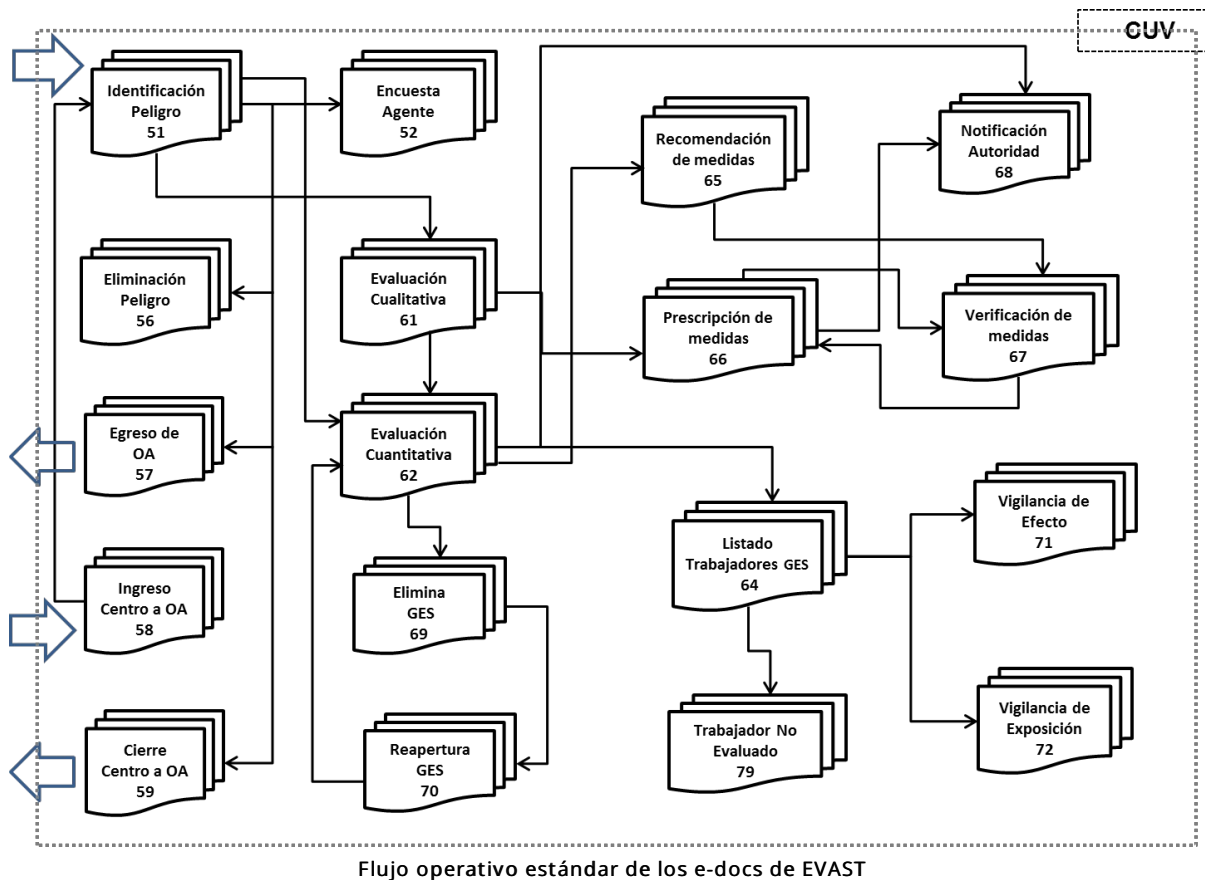 CUV
Identificación
Peligro
51
Encuesta
Agente
52
Recomendación
de medidas
65
Notificación
Autoridad
68
Eliminación
Peligro
56
Evaluación
Cualitativa
61
Prescripción de
medidas
66
Verificación de
medidas
67
Egreso de
OA
57
Evaluación
Cuantitativa
62
Vigilancia de
Efecto
71
Listado
Trabajadores GES
64
Ingreso
Centro a OA
58
Elimina
GES
69
Cierre
Centro a OA
59
Reapertura
GES
70
Trabajador No
Evaluado
79
Vigilancia de
Exposición
72
Flujo operativo estándar de los e-docs de EVAST